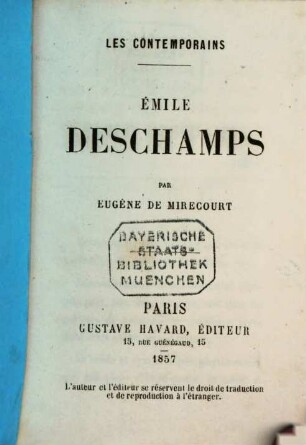 LES CONTEMPORAINS
ÉMILE
DESCHAMPS
PAR
EUGÈNE DE MIRECOURT
BAYERISCHE
STAATS-
BIBLIOTHEK
MUENCHEN
PARIS
GUSTAVE HAVARD, ÉDITEUR
15, RUE GUÉNÉGAUD, 15
1857
L'auteur et l'éditeur se réservent le droit de traduction
et de reproduction à l'étranger.